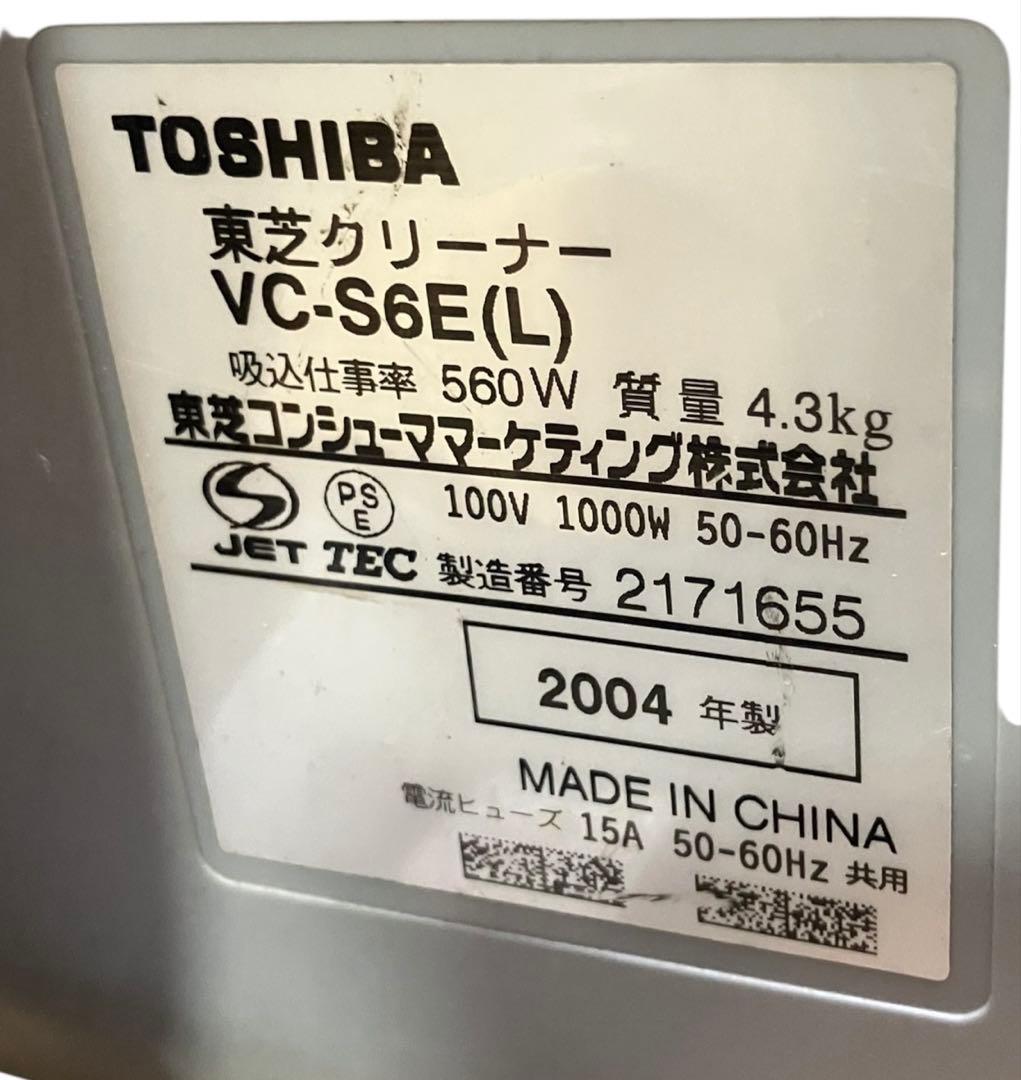 TOSHIBA
東芝クリーナー
VC-S6E(L)
吸込仕事率 560W 質量 4.3kg
東芝コンシューママーケティング株式会社
PSE 100V 1000W 50-60Hz
JET TEC 製造番号 2171655
2004 年製
MADE IN CHINA
電流ヒューズ 15A 50-60Hz 共用